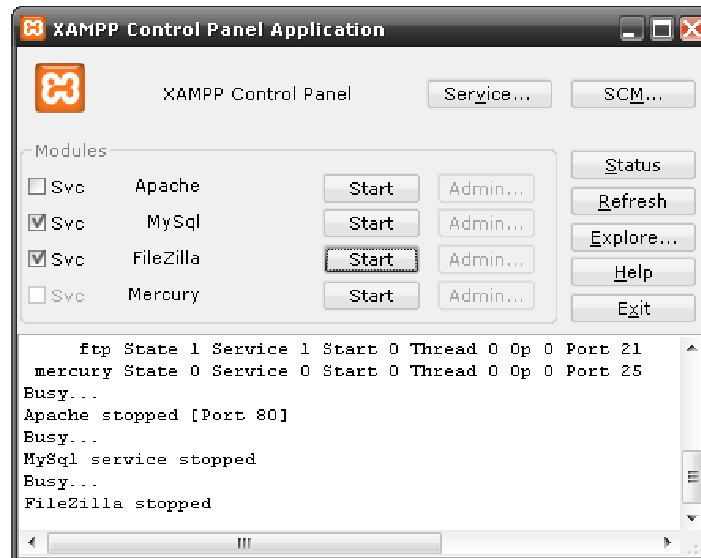 XAMPP Control Panel Application
XAMPP Control Panel
Service...
SCM...
Modules
Svc Apache Start Admin...
Svc MySql Start Admin...
Svc FileZilla Start Admin...
Svc Mercury Start Admin...
Status
Refresh
Explore...
Help
Exit
ftp State 1 Service 1 Start 0 Thread 0 Op 0 Port 21
mercury State 0 Service 0 Start 0 Thread 0 Op 0 Port 25
Busy...
Apache stopped [Port 80]
Busy...
MySql service stopped
Busy...
FileZilla stopped